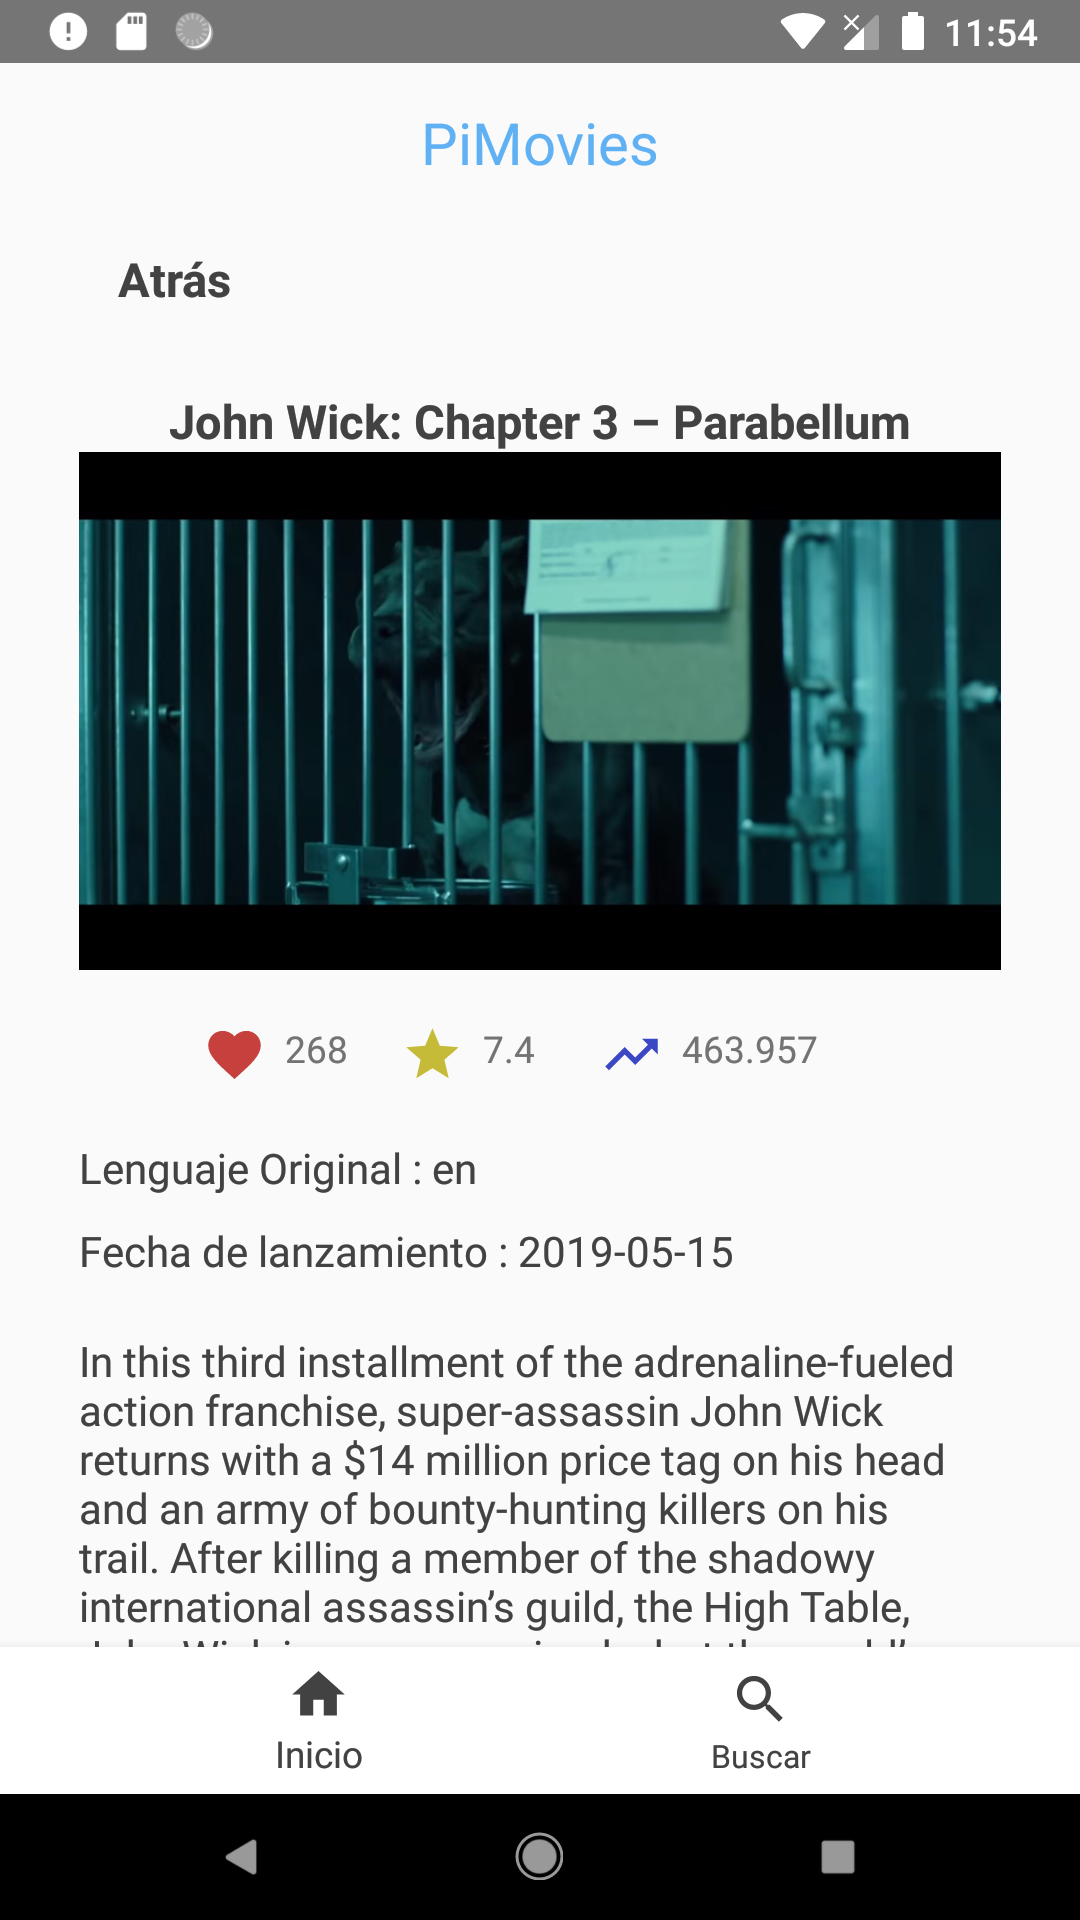 11:54
PiMovies
Atrás
John Wick: Chapter 3 – Parabellum
268 7.4 463.957
Lenguaje Original : en
Fecha de lanzamiento : 2019-05-15
In this third installment of the adrenaline-fueled
action franchise, super-assassin John Wick
returns with a $14 million price tag on his head
and an army of bounty-hunting killers on his
trail. After killing a member of the shadowy
international assassin’s guild, the High Table,
Inicio
Buscar